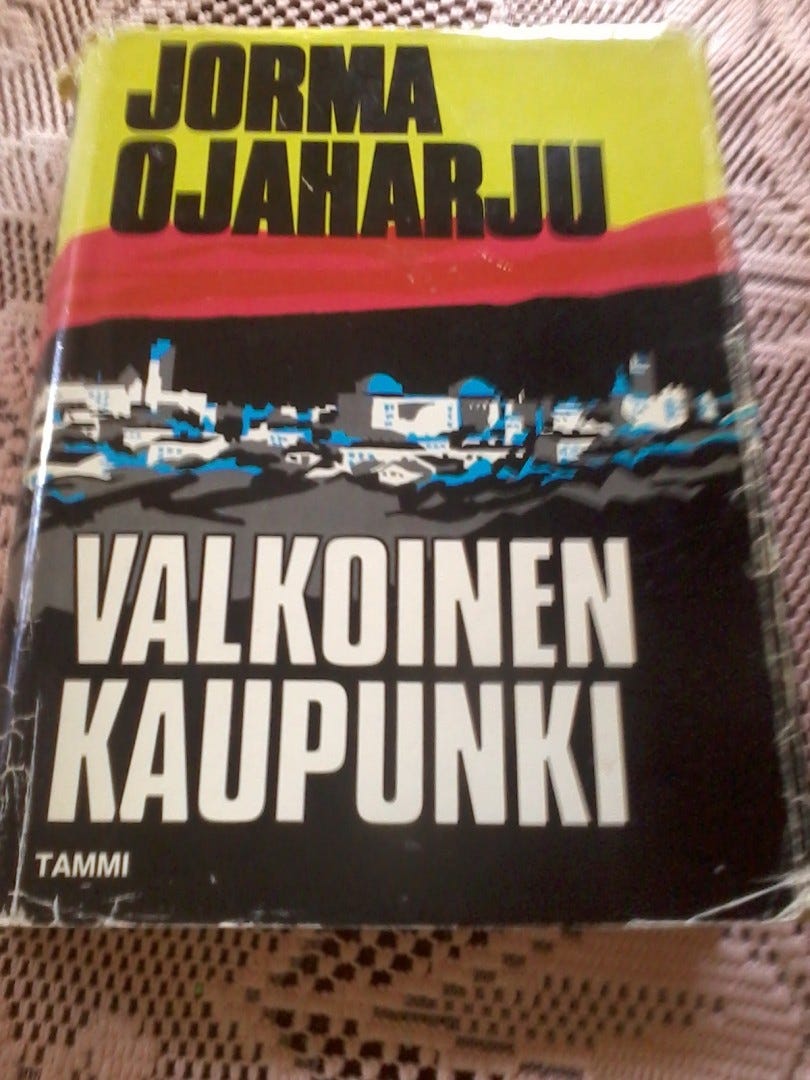 JORMA
OJAHARJU
VALKOINEN
KAUPUNKI
TAMMI